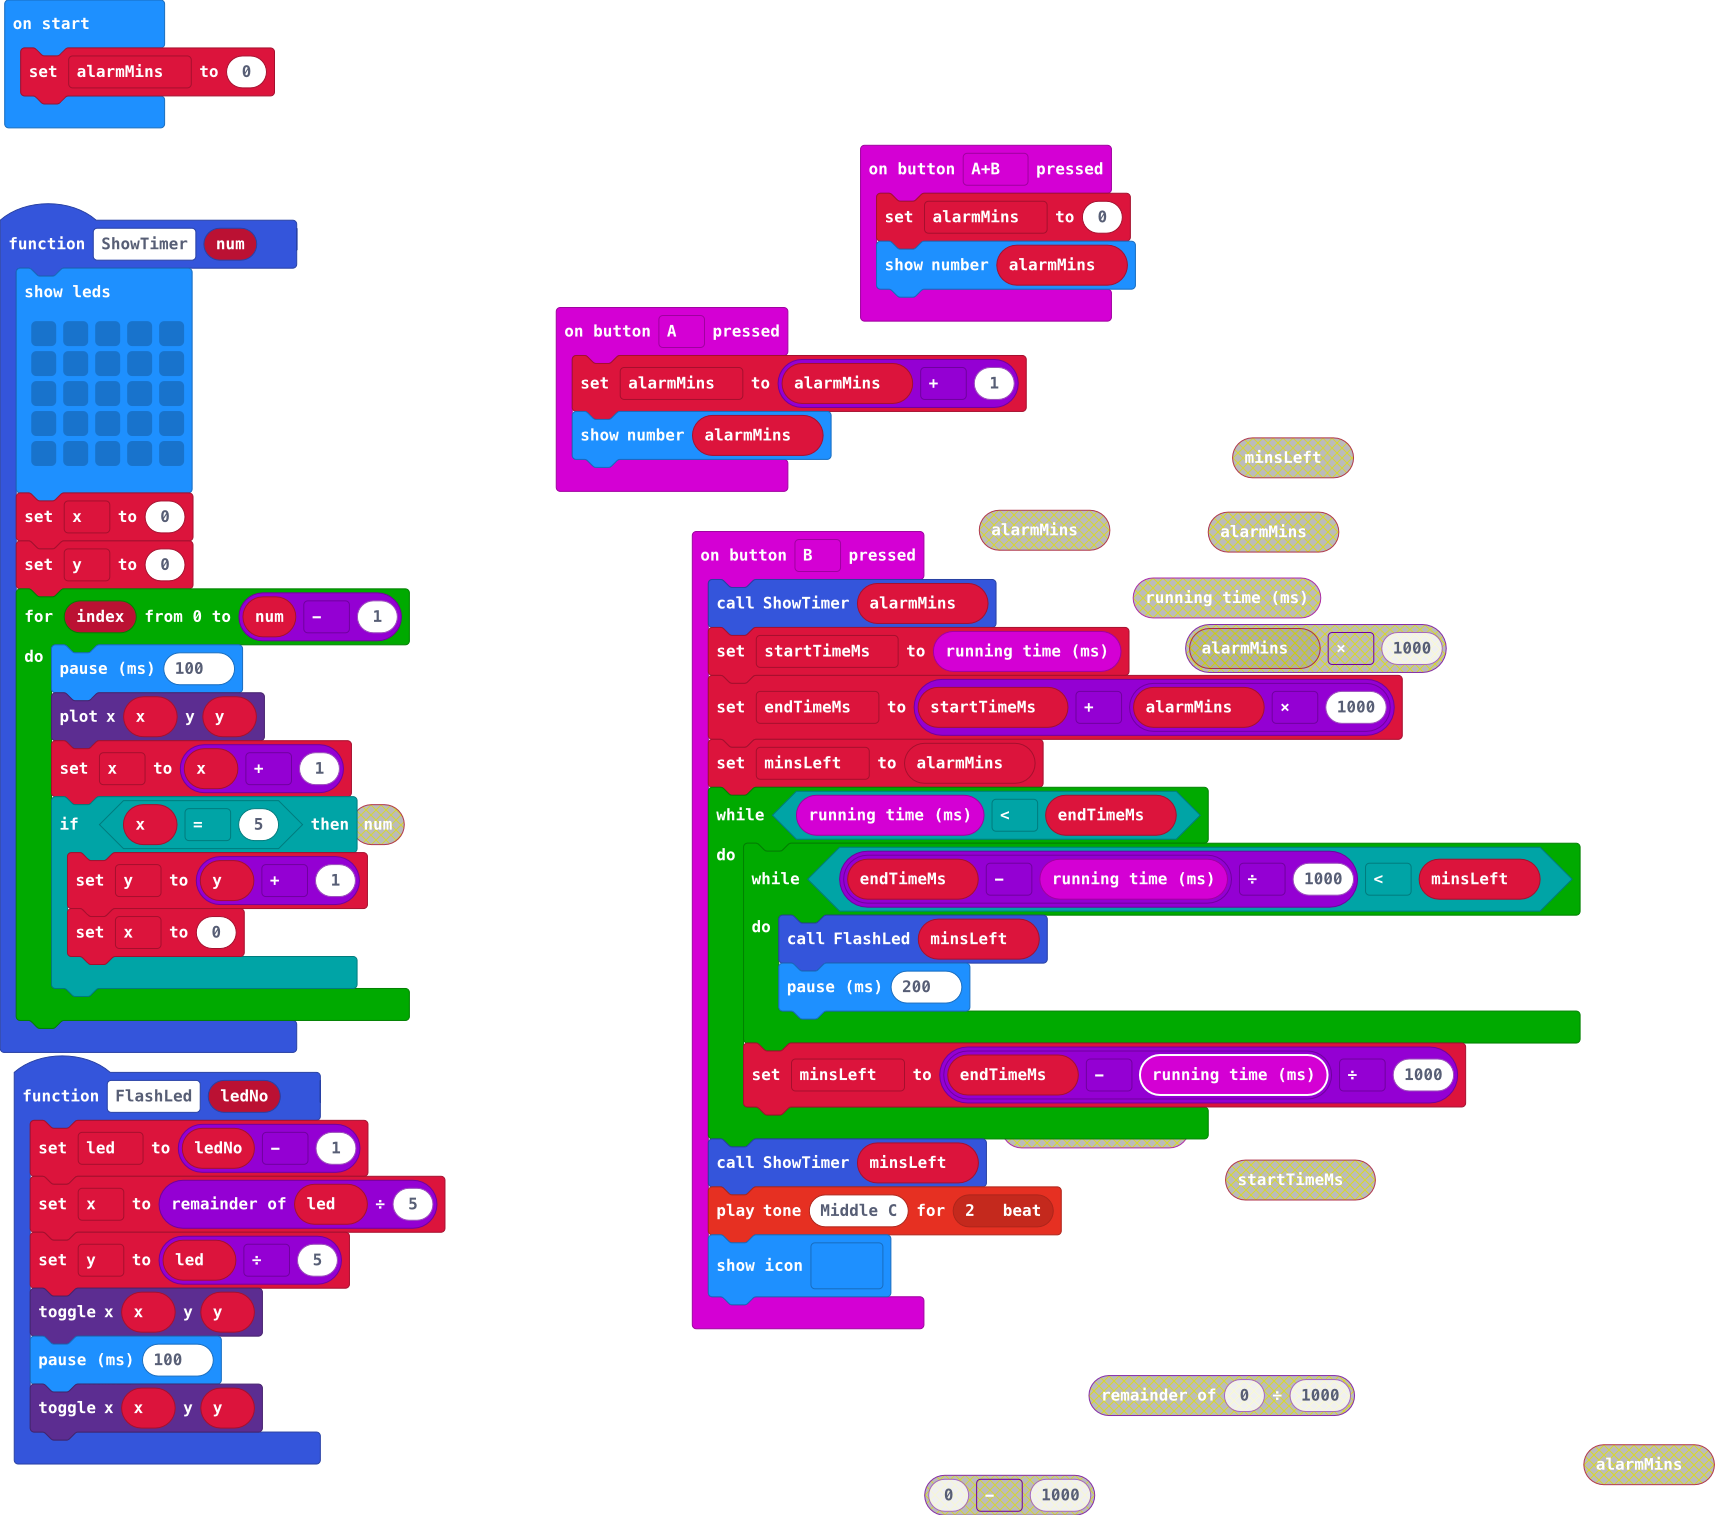 on start
set alarmMins to 0
function ShowTimer num
show leds
set x to 0
set y to 0
for index from 0 to num - 1
do
pause (ms) 100
plot x x y y
set x to x + 1
if x = 5 then
num
set y to y + 1
set x to 0
function FlashLed ledNo
set led to ledNo - 1
set x to remainder of led ÷ 5
set y to led ÷ 5
toggle x x y y
pause (ms) 100
toggle x x y y
on button A+B pressed
set alarmMins to 0
show number alarmMins
on button A pressed
set alarmMins to alarmMins + 1
show number alarmMins
minsLeft
alarmMins
alarmMins
running time (ms)
alarmMins × 1000
on button B pressed
call ShowTimer alarmMins
set startTimeMs to running time (ms)
set endTimeMs to startTimeMs + alarmMins × 1000
set minsLeft to alarmMins
while running time (ms) < endTimeMs
do
while endTimeMs - running time (ms) ÷ 1000 < minsLeft
do
call FlashLed minsLeft
pause (ms) 200
set minsLeft to endTimeMs - running time (ms) ÷ 1000
call ShowTimer minsLeft
play tone Middle C for 2 beat
show icon
startTimeMs
remainder of 0 ÷ 1000
alarmMins
0 - 1000